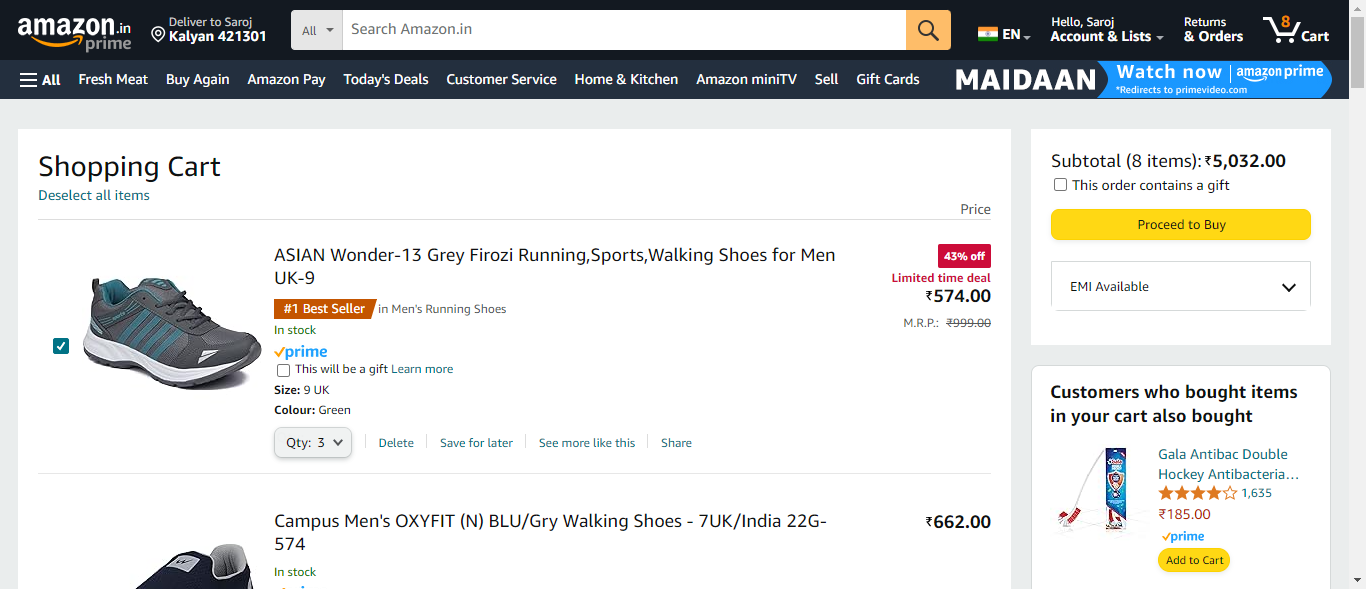 amazon.in
prime
Deliver to Saroj
Kalyan 421301
All
Search Amazon.in
EN
Hello, Saroj
Account & Lists
Returns
& Orders
8
Cart
All
Fresh Meat
Buy Again
Amazon Pay
Today's Deals
Customer Service
Home & Kitchen
Amazon miniTV
Sell
Gift Cards
MAIDAAN
Watch now
amazon prime
*Redirects to primevideo.com
Shopping Cart
Deselect all items
Price
ASIAN Wonder-13 Grey Firozi Running,Sports,Walking Shoes for Men
UK-9
#1 Best Seller in Men's Running Shoes
In stock
prime
This will be a gift Learn more
Size: 9 UK
Colour: Green
Qty: 3
Delete
Save for later
See more like this
Share
43% off
Limited time deal
₹574.00
M.R.P.: ₹999.00
Campus Men's OXYFIT (N) BLU/Gry Walking Shoes - 7UK/India 22G-
574
In stock
₹662.00
Subtotal (8 items): ₹5,032.00
This order contains a gift
Proceed to Buy
EMI Available
Customers who bought items
in your cart also bought
Gala Antibac Double
Hockey Antibacteria…
1,635
₹185.00
prime
Add to Cart